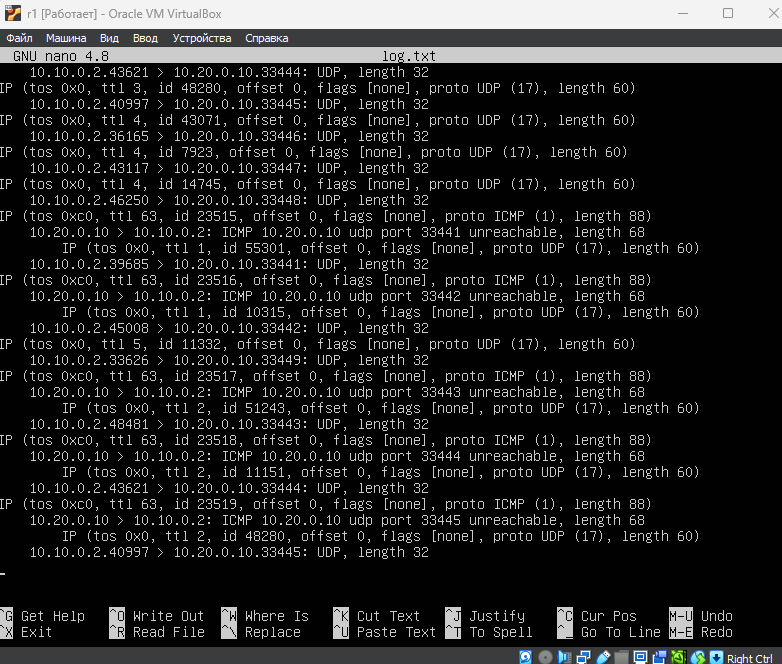 r1 [Работает] - Oracle VM VirtualBox
Файл Машина Вид Ввод Устройства Справка
GNU nano 4.8 log.txt
10.10.0.2.43621 > 10.20.0.10.33444: UDP, length 32
IP (tos 0x0, ttl 3, id 48280, offset 0, flags [none], proto UDP (17), length 60)
10.10.0.2.40997 > 10.20.0.10.33445: UDP, length 32
IP (tos 0x0, ttl 4, id 43071, offset 0, flags [none], proto UDP (17), length 60)
10.10.0.2.36165 > 10.20.0.10.33446: UDP, length 32
IP (tos 0x0, ttl 4, id 7923, offset 0, flags [none], proto UDP (17), length 60)
10.10.0.2.43117 > 10.20.0.10.33447: UDP, length 32
IP (tos 0x0, ttl 4, id 14745, offset 0, flags [none], proto UDP (17), length 60)
10.10.0.2.46250 > 10.20.0.10.33448: UDP, length 32
IP (tos 0xc0, ttl 63, id 23515, offset 0, flags [none], proto ICMP (1), length 88)
10.20.0.10 > 10.10.0.2: ICMP 10.20.0.10 udp port 33441 unreachable, length 68
IP (tos 0x0, ttl 1, id 55301, offset 0, flags [none], proto UDP (17), length 60)
10.10.0.2.39685 > 10.20.0.10.33441: UDP, length 32
IP (tos 0xc0, ttl 63, id 23516, offset 0, flags [none], proto ICMP (1), length 88)
10.20.0.10 > 10.10.0.2: ICMP 10.20.0.10 udp port 33442 unreachable, length 68
IP (tos 0x0, ttl 1, id 10315, offset 0, flags [none], proto UDP (17), length 60)
10.10.0.2.45008 > 10.20.0.10.33442: UDP, length 32
IP (tos 0x0, ttl 5, id 11332, offset 0, flags [none], proto UDP (17), length 60)
10.10.0.2.33626 > 10.20.0.10.33449: UDP, length 32
IP (tos 0xc0, ttl 63, id 23517, offset 0, flags [none], proto ICMP (1), length 88)
10.20.0.10 > 10.10.0.2: ICMP 10.20.0.10 udp port 33443 unreachable, length 68
IP (tos 0x0, ttl 2, id 51243, offset 0, flags [none], proto UDP (17), length 60)
10.10.0.2.48481 > 10.20.0.10.33443: UDP, length 32
IP (tos 0xc0, ttl 63, id 23518, offset 0, flags [none], proto ICMP (1), length 88)
10.20.0.10 > 10.10.0.2: ICMP 10.20.0.10 udp port 33444 unreachable, length 68
IP (tos 0x0, ttl 2, id 11151, offset 0, flags [none], proto UDP (17), length 60)
10.10.0.2.43621 > 10.20.0.10.33444: UDP, length 32
IP (tos 0xc0, ttl 63, id 23519, offset 0, flags [none], proto ICMP (1), length 88)
10.20.0.10 > 10.10.0.2: ICMP 10.20.0.10 udp port 33445 unreachable, length 68
IP (tos 0x0, ttl 2, id 48280, offset 0, flags [none], proto UDP (17), length 60)
10.10.0.2.40997 > 10.20.0.10.33445: UDP, length 32
^G Get Help ^O Write Out ^W Where Is ^K Cut Text ^J Justify ^C Cur Pos M-U Undo
^X Exit ^R Read File ^\ Replace ^U Paste Text ^T To Spell ^_ Go To Line M-E Redo
Right Ctrl